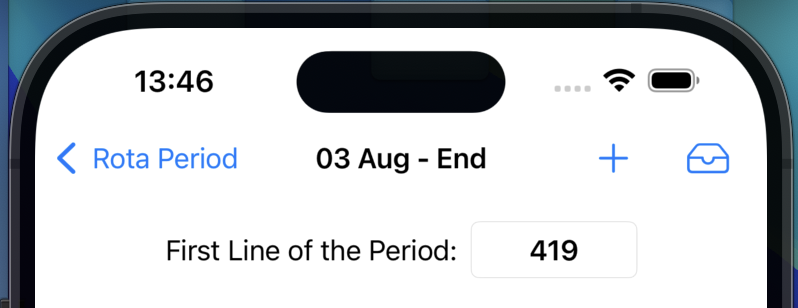 13:46
Rota Period 03 Aug - End
First Line of the Period: 419